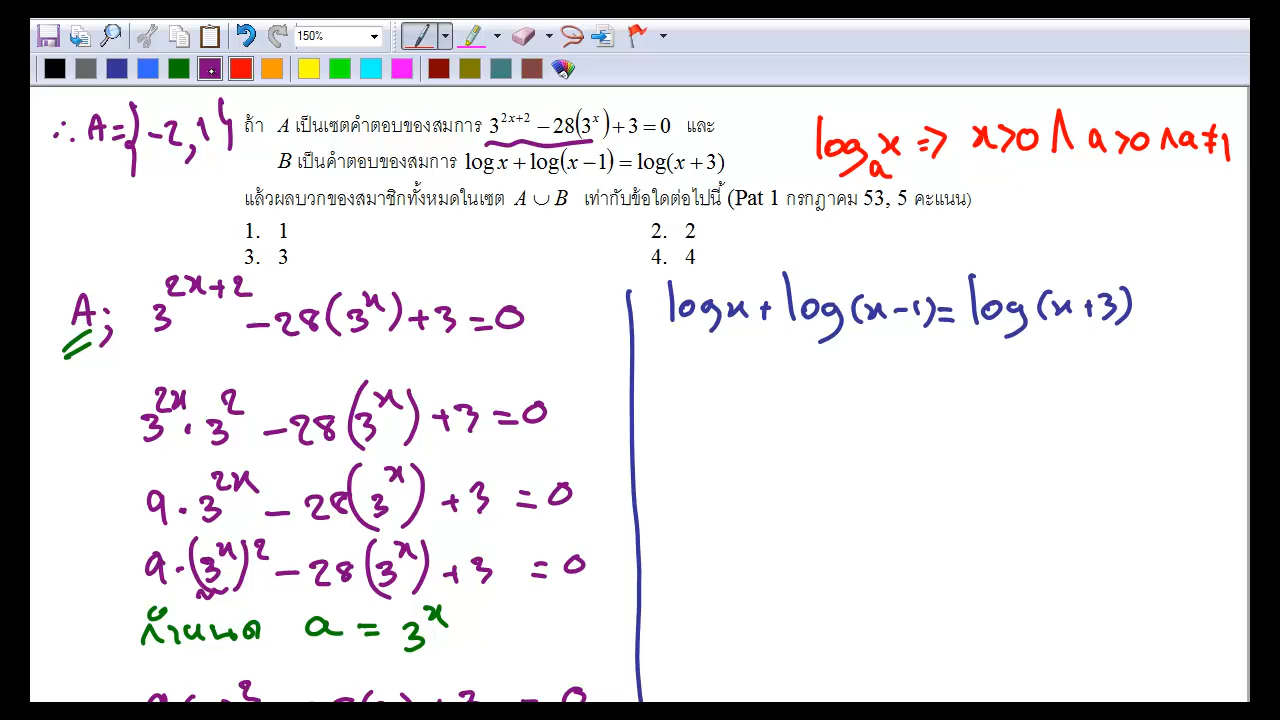 150%
∴ A = {-2, 1}
ถ้า A เป็นเซตคำตอบของสมการ 3^{2x+2} − 28(3^x) + 3 = 0 และ
B เป็นคำตอบของสมการ log x + log(x − 1) = log(x + 3)
แล้วผลบวกของสมาชิกทั้งหมดในเซต A ∪ B เท่ากับข้อใดต่อไปนี้ (Pat 1 กรกฎาคม 53, 5 คะแนน)
1. 1 2. 2
3. 3 4. 4
log_a x => x>0 ∧ a>0 ∧ a≠1
A; 3^{2x+2} - 28(3^x) + 3 = 0
3^{2x} · 3^2 - 28(3^x) + 3 = 0
9 · 3^{2x} - 28(3^x) + 3 = 0
9 · (3^x)^2 - 28(3^x) + 3 = 0
กำหนด a = 3^x
log x + log(x-1) = log(x+3)